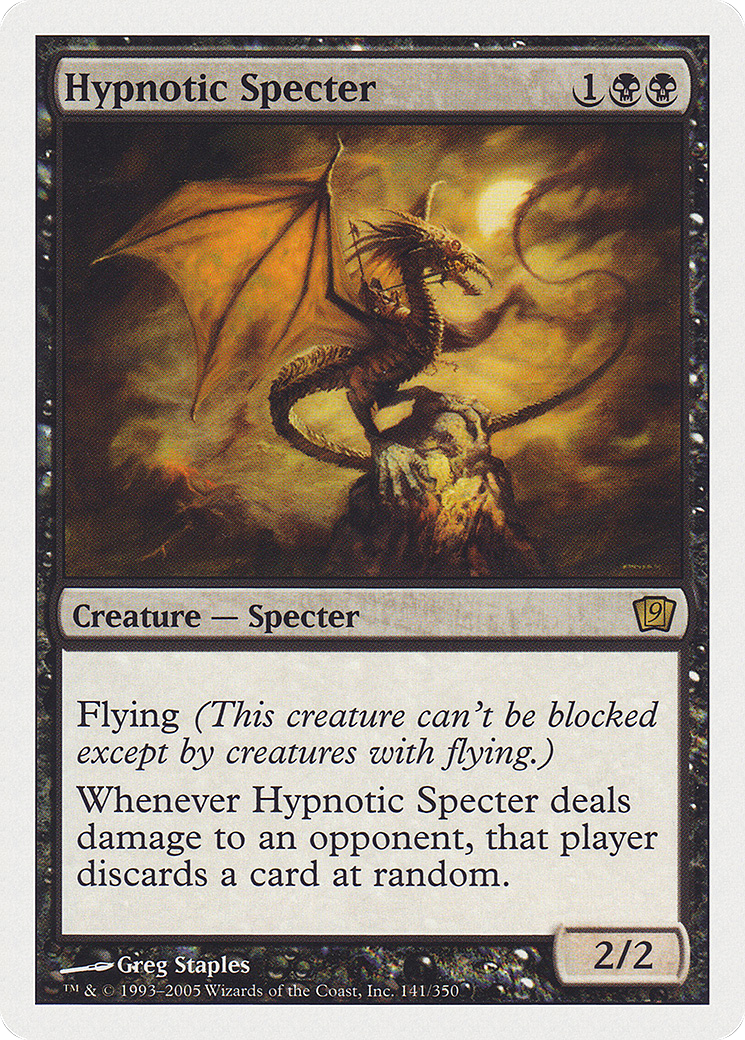 Hypnotic Specter 1
Creature — Specter 9
Flying (This creature can't be blocked
except by creatures with flying.)
Whenever Hypnotic Specter deals
damage to an opponent, that player
discards a card at random.
2/2
Greg Staples
™ & © 1993–2005 Wizards of the Coast, Inc. 141/350